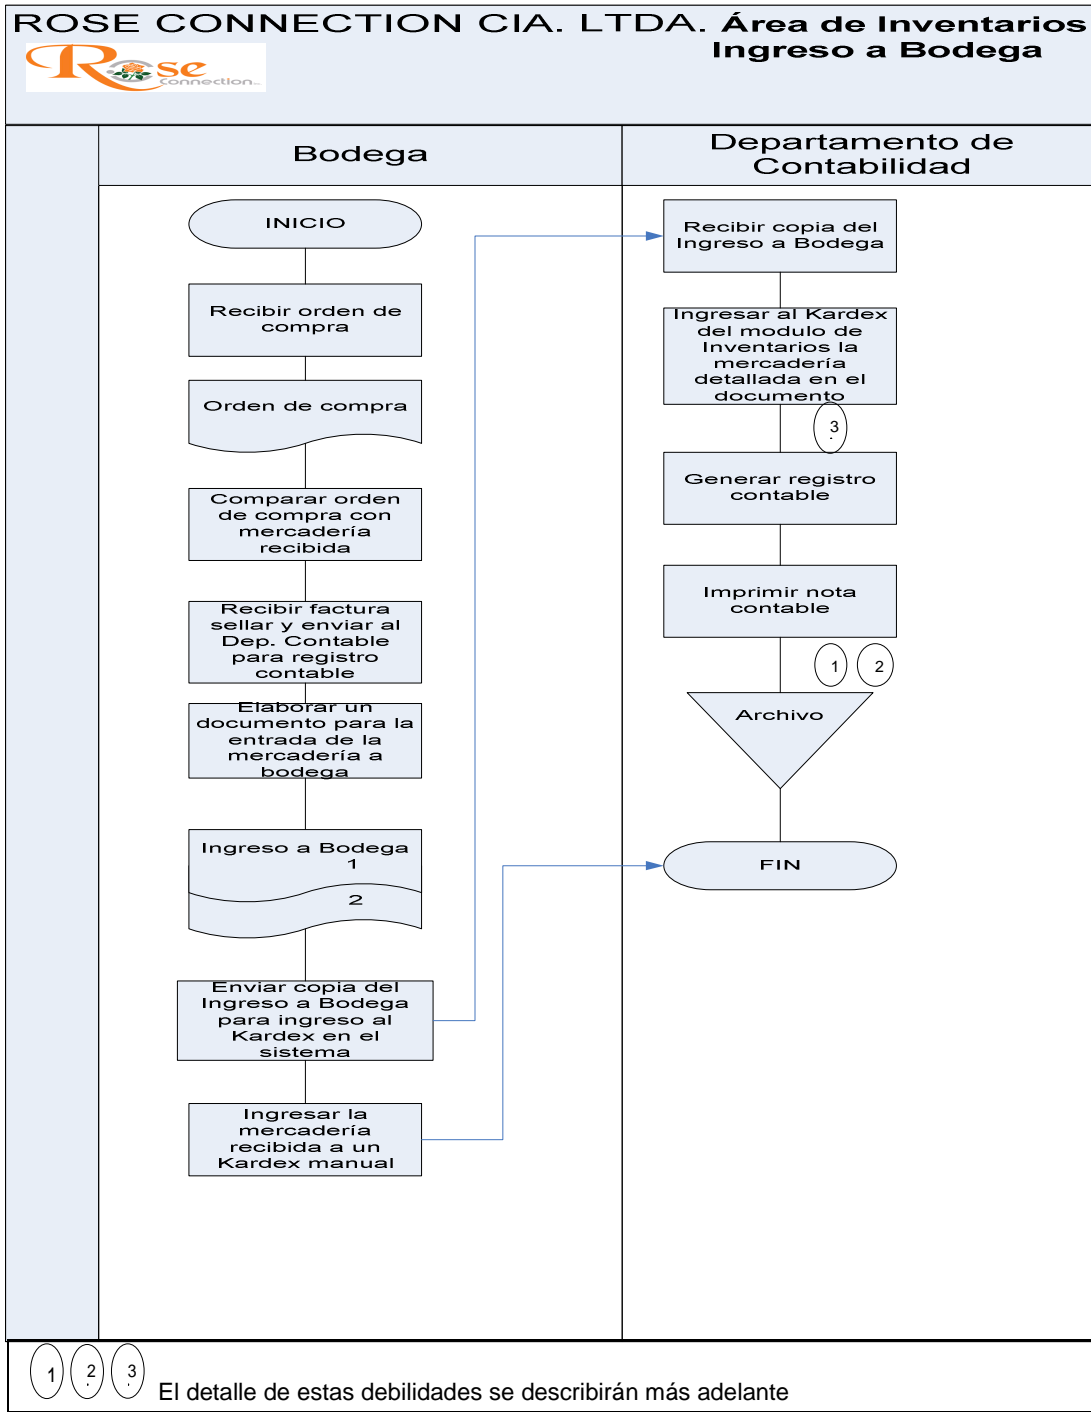 ROSE CONNECTION CIA. LTDA. Área de Inventarios
Ingreso a Bodega
Rose
connection
Bodega
Departamento de
Contabilidad
INICIO
Recibir orden de
compra
Orden de compra
Comparar orden
de compra con
mercadería
recibida
Recibir factura
sellar y enviar al
Dep. Contable
para registro
contable
Elaborar un
documento para la
entrada de la
mercadería a
bodega
Ingreso a Bodega
1
2
Enviar copia del
Ingreso a Bodega
para ingreso al
Kardex en el
sistema
Ingresar la
mercadería
recibida a un
Kardex manual
Recibir copia del
Ingreso a Bodega
Ingresar al Kardex
del modulo de
Inventarios la
mercadería
detallada en el
documento
3.
Generar registro
contable
Imprimir nota
contable
1 2
Archivo
FIN
1 2. 3.
El detalle de estas debilidades se describirán más adelante